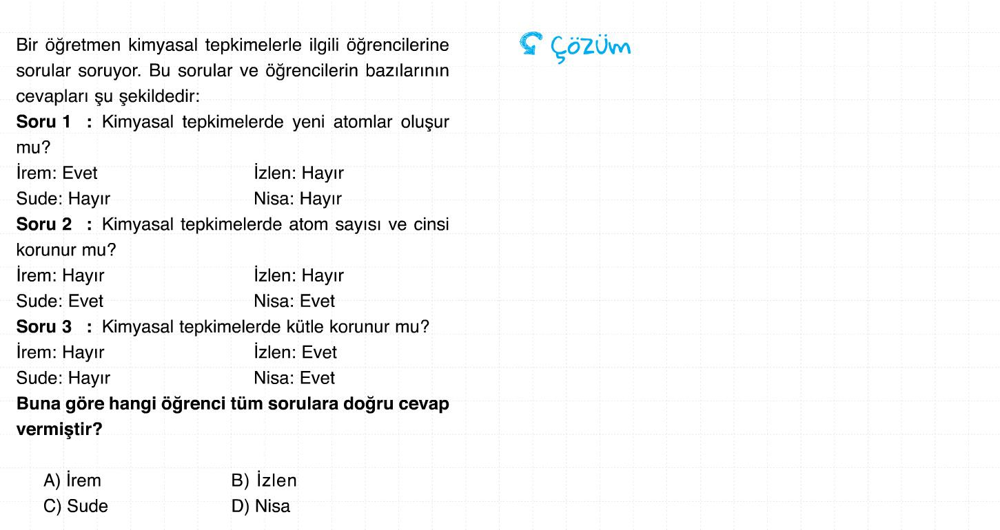 Bir öğretmen kimyasal tepkimelerle ilgili öğrencilerine
sorular soruyor. Bu sorular ve öğrencilerin bazılarının
cevapları şu şekildedir:
Soru 1 : Kimyasal tepkimelerde yeni atomlar oluşur
mu?
İrem: Evet İzlen: Hayır
Sude: Hayır Nisa: Hayır
Soru 2 : Kimyasal tepkimelerde atom sayısı ve cinsi
korunur mu?
İrem: Hayır İzlen: Hayır
Sude: Evet Nisa: Evet
Soru 3 : Kimyasal tepkimelerde kütle korunur mu?
İrem: Hayır İzlen: Evet
Sude: Hayır Nisa: Evet
Buna göre hangi öğrenci tüm sorulara doğru cevap
vermiştir?
A) İrem B) İzlen
C) Sude D) Nisa
Çözüm